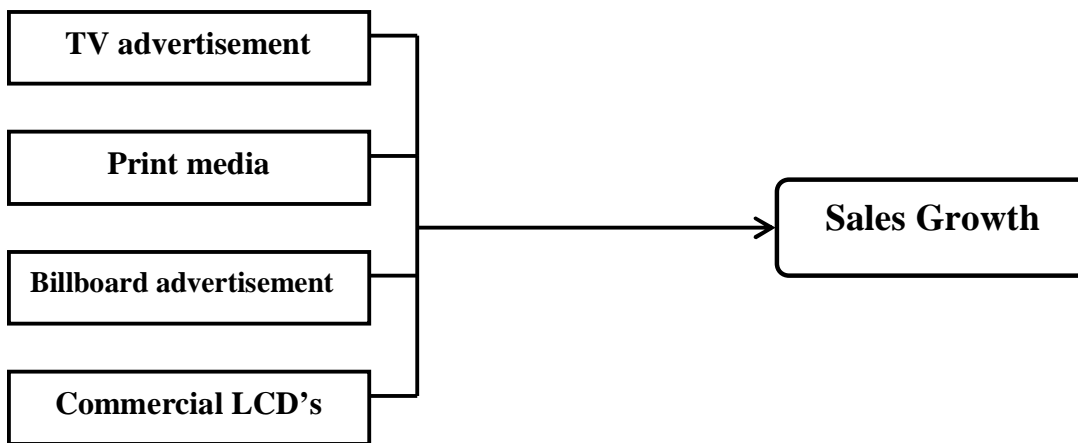 TV advertisement
Print media
Billboard advertisement
Commercial LCD’s
Sales Growth